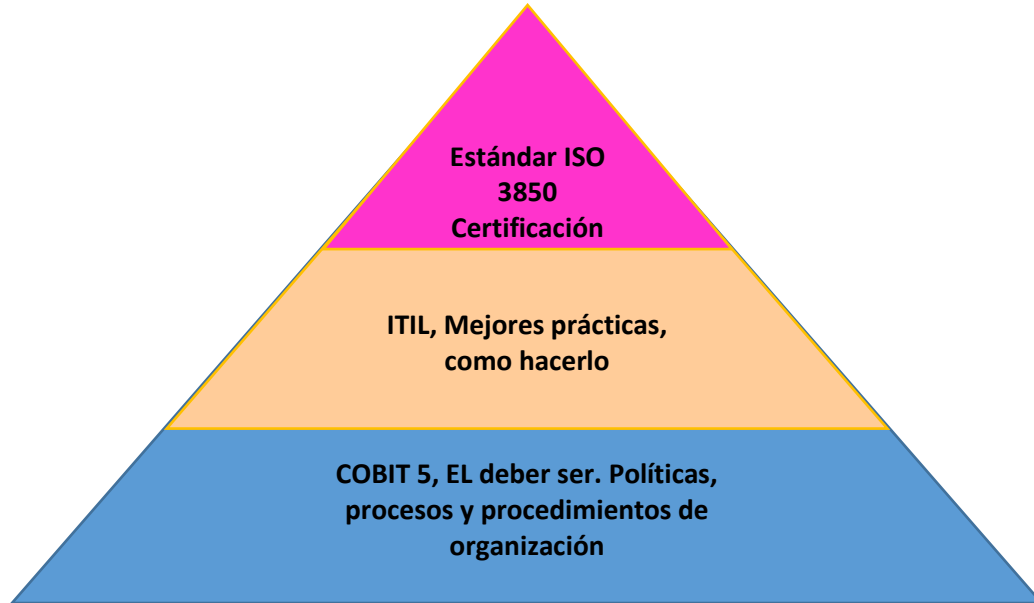 Estándar ISO
3850
Certificación
ITIL, Mejores prácticas,
como hacerlo
COBIT 5, EL deber ser. Políticas,
procesos y procedimientos de
organización